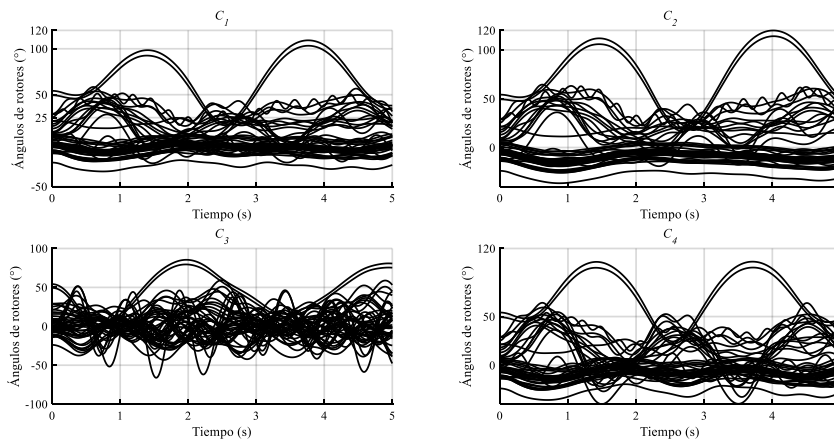 C1
120
100
50
25
-50
Ángulos de rotores (°)
0 1 2 3 4 5
Tiempo (s)
C2
120
100
50
0
Ángulos de rotores (°)
0 1 2 3 4
Tiempo (s)
C3
100
50
0
-50
-100
Ángulos de rotores (°)
0 1 2 3 4 5
Tiempo (s)
C4
120
50
0
Ángulos de rotores (°)
0 1 2 3 4
Tiempo (s)